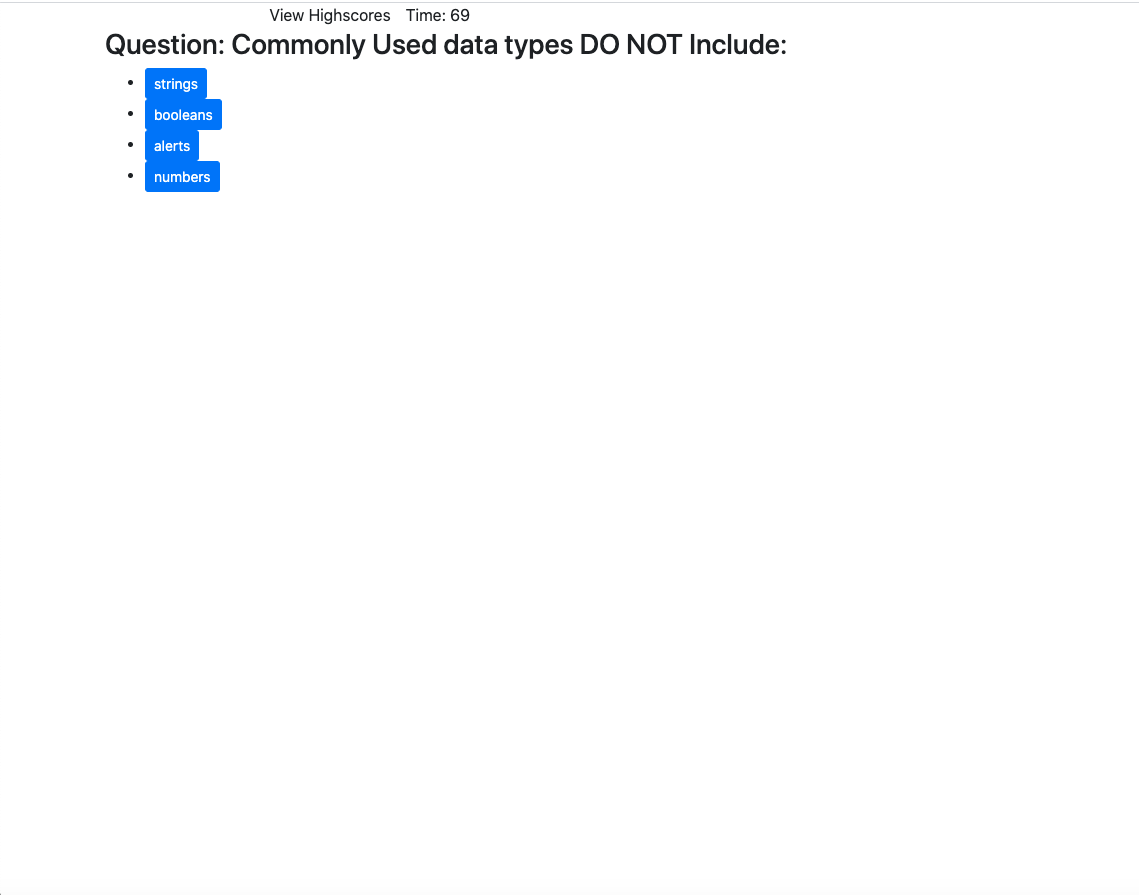 View Highscores Time: 69
Question: Commonly Used data types DO NOT Include:
strings
booleans
alerts
numbers